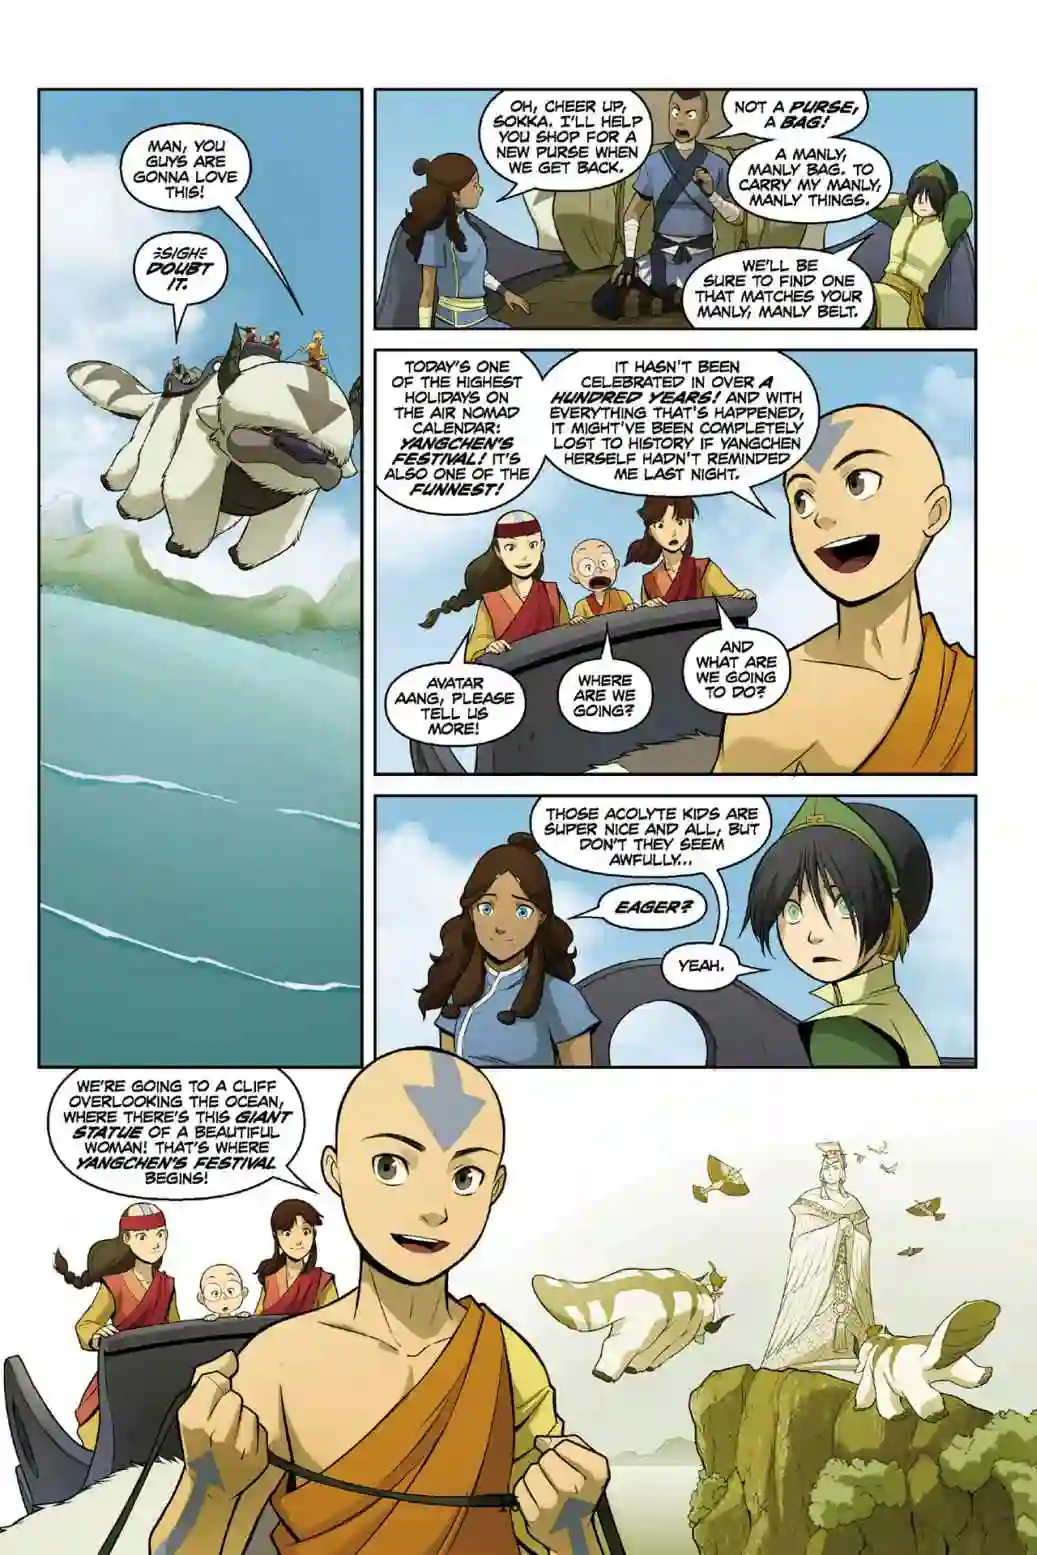 MAN, YOU
GUYS ARE
GONNA LOVE
THIS!
SIGH
DOUBT
IT.
OH, CHEER UP,
SOKKA. I'LL HELP
YOU SHOP FOR A
NEW PURSE WHEN
WE GET BACK.
NOT A PURSE,
A BAG!
A MANLY,
MANLY BAG. TO
CARRY MY MANLY,
MANLY THINGS.
WE'LL BE
SURE TO FIND ONE
THAT MATCHES YOUR
MANLY, MANLY BELT.
TODAY'S ONE
OF THE HIGHEST
HOLIDAYS ON
THE AIR NOMAD
CALENDAR:
YANGCHEN'S
FESTIVAL! IT'S
ALSO ONE OF THE
FUNNEST!
IT HASN'T BEEN
CELEBRATED IN OVER A
HUNDRED YEARS! AND WITH
EVERYTHING THAT'S HAPPENED,
IT MIGHT'VE BEEN COMPLETELY
LOST TO HISTORY IF YANGCHEN
HERSELF HADN'T REMINDED
ME LAST NIGHT.
AVATAR
AANG, PLEASE
TELL US
MORE!
WHERE
ARE WE
GOING?
AND
WHAT ARE
WE GOING
TO DO?
THOSE ACOLYTE KIDS ARE
SUPER NICE AND ALL, BUT
DON'T THEY SEEM
AWFULLY...
EAGER?
YEAH.
WE'RE GOING TO A CLIFF
OVERLOOKING THE OCEAN,
WHERE THERE'S THIS GIANT
STATUE OF A BEAUTIFUL
WOMAN! THAT'S WHERE
YANGCHEN'S FESTIVAL
BEGINS!